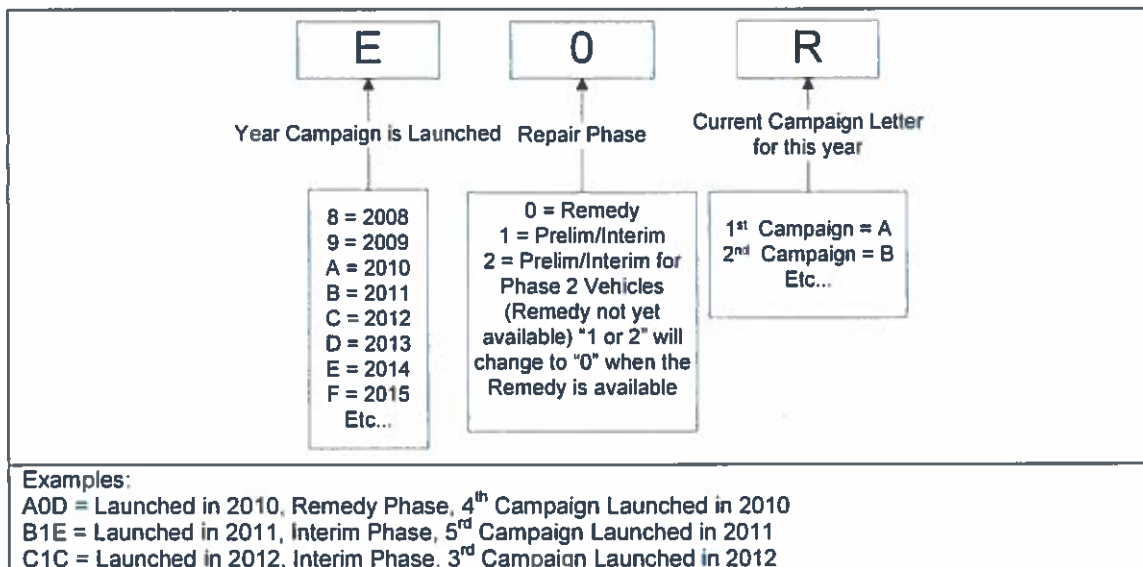 E 0 R
Year Campaign is Launched
Repair Phase
Current Campaign Letter
for this year
8 = 2008
9 = 2009
A = 2010
B = 2011
C = 2012
D = 2013
E = 2014
F = 2015
Etc...
0 = Remedy
1 = Prelim/Interim
2 = Prelim/Interim for
Phase 2 Vehicles
(Remedy not yet
available) "1 or 2" will
change to "0" when the
Remedy is available
1st Campaign = A
2nd Campaign = B
Etc...
Examples:
A0D = Launched in 2010, Remedy Phase, 4th Campaign Launched in 2010
B1E = Launched in 2011, Interim Phase, 5rd Campaign Launched in 2011
C1C = Launched in 2012, Interim Phase, 3rd Campaign Launched in 2012